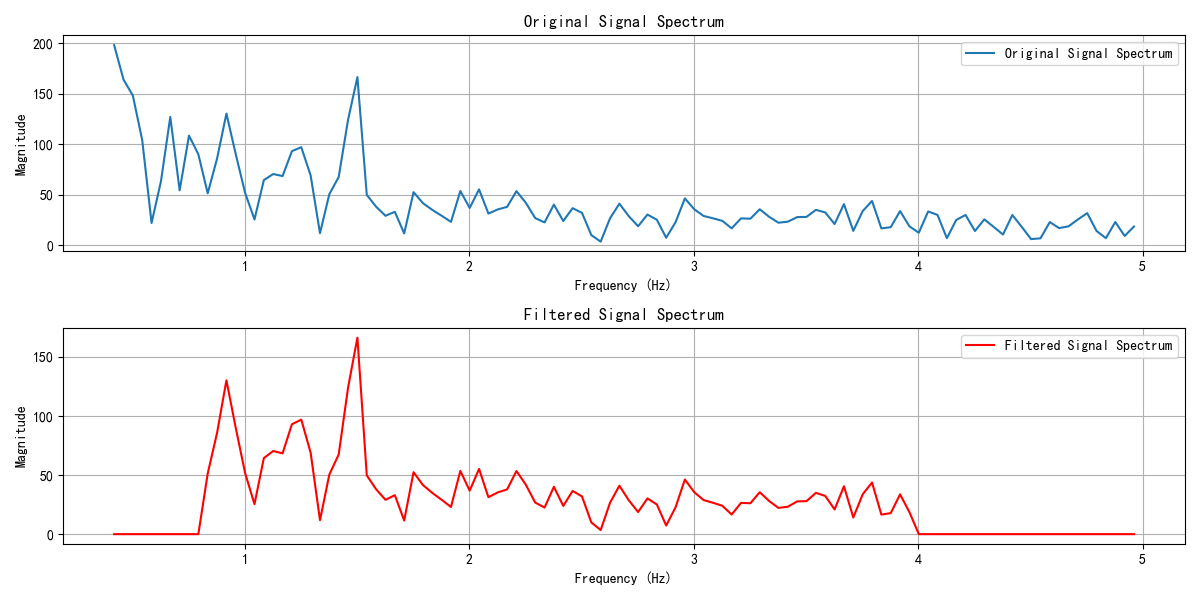 Original Signal Spectrum
Original Signal Spectrum
200
150
100
50
0
Magnitude
1 2 3 4 5
Frequency (Hz)
Filtered Signal Spectrum
Filtered Signal Spectrum
150
100
50
0
Magnitude
1 2 3 4 5
Frequency (Hz)